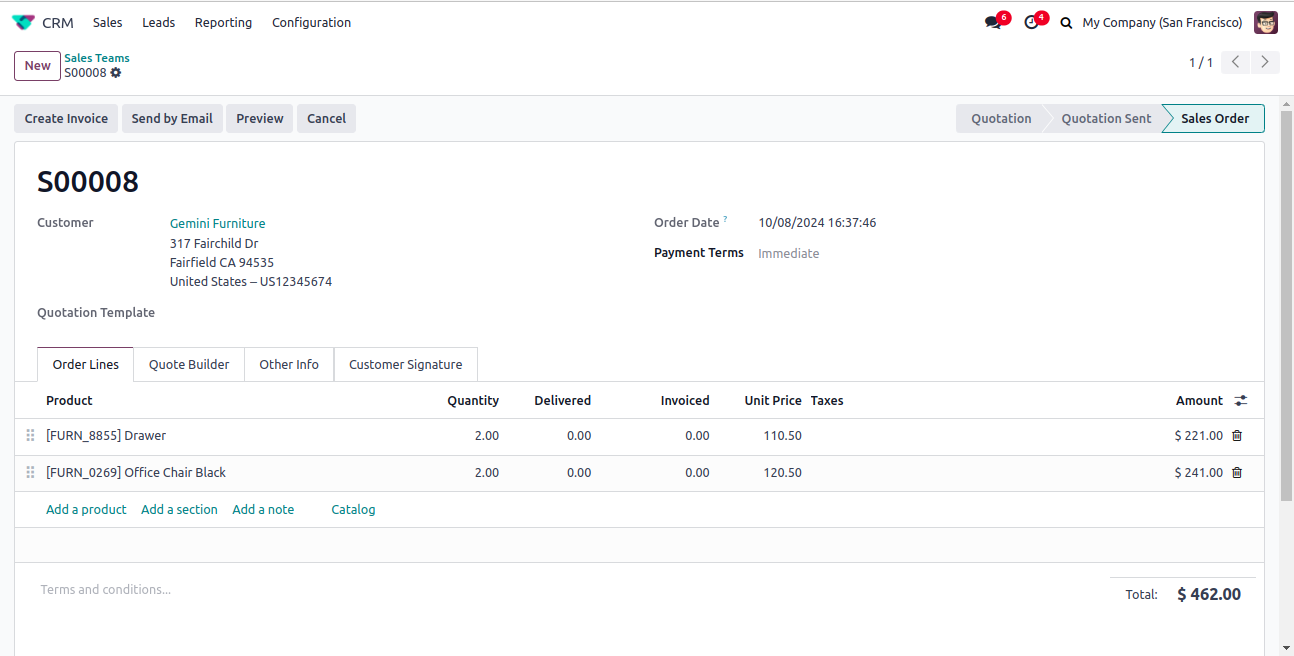 CRM Sales Leads Reporting Configuration 6 4 My Company (San Francisco)
New Sales Teams
S00008
1 / 1
Create Invoice Send by Email Preview Cancel Quotation Quotation Sent Sales Order
S00008
Customer Gemini Furniture Order Date ? 10/08/2024 16:37:46
317 Fairchild Dr
Fairfield CA 94535 Payment Terms Immediate
United States – US12345674
Quotation Template
Order Lines Quote Builder Other Info Customer Signature
Product Quantity Delivered Invoiced Unit Price Taxes Amount
[FURN_8855] Drawer 2.00 0.00 0.00 110.50 $ 221.00
[FURN_0269] Office Chair Black 2.00 0.00 0.00 120.50 $ 241.00
Add a product Add a section Add a note Catalog
Terms and conditions... Total: $ 462.00